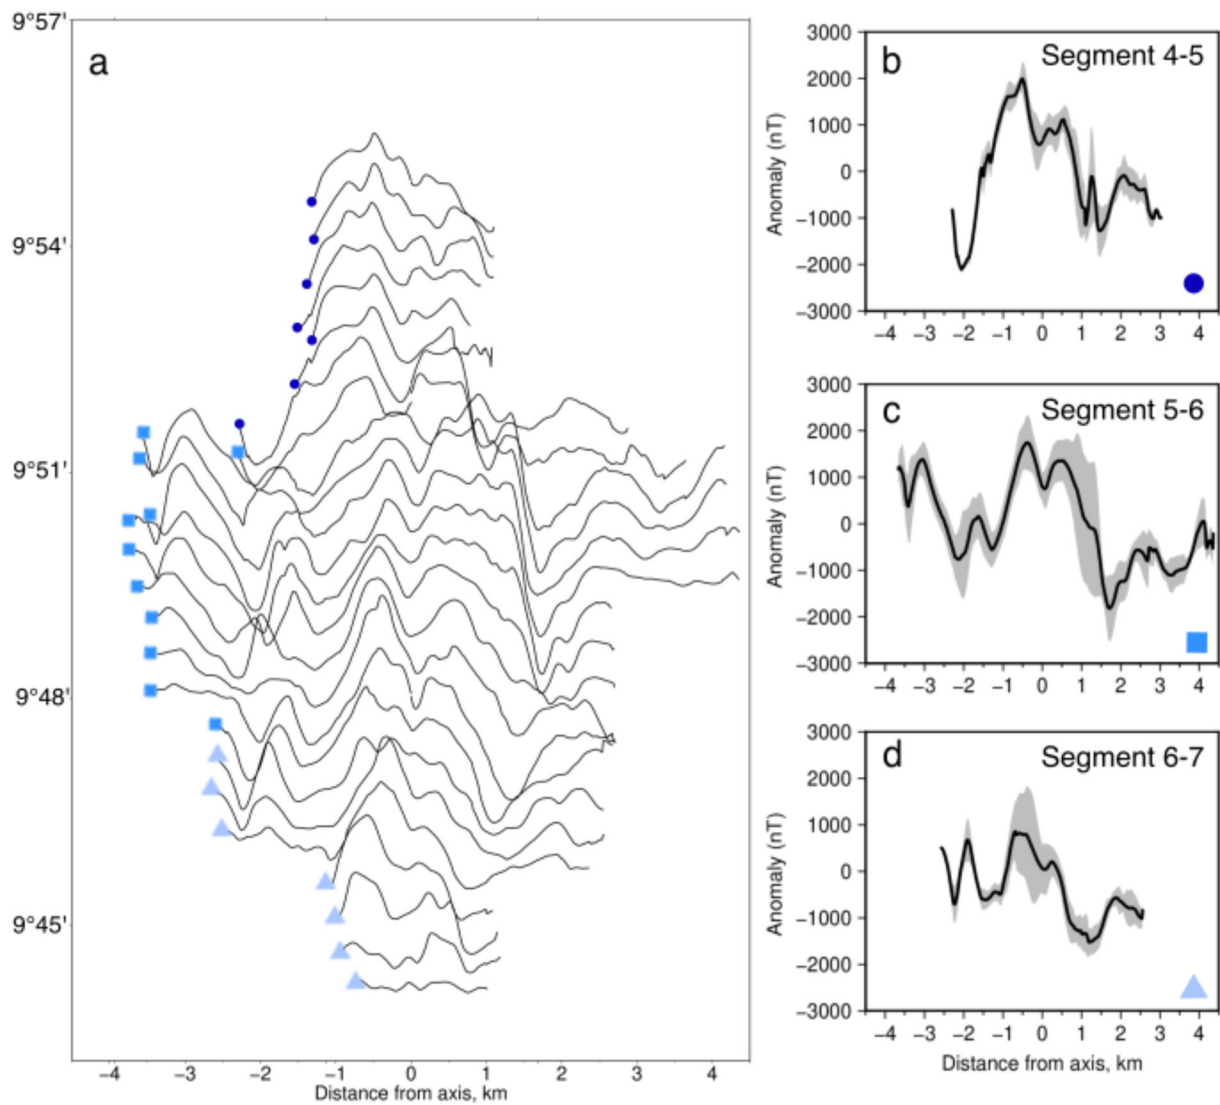 a
9°57'
9°54'
9°51'
9°48'
9°45'
−4 −3 −2 −1 0 1 2 3 4
Distance from axis, km
b Segment 4-5
Anomaly (nT)
3000
2000
1000
0
−1000
−2000
−3000
−4 −3 −2 −1 0 1 2 3 4
c Segment 5-6
Anomaly (nT)
3000
2000
1000
0
−1000
−2000
−3000
−4 −3 −2 −1 0 1 2 3 4
d Segment 6-7
Anomaly (nT)
3000
2000
1000
0
−1000
−2000
−3000
−4 −3 −2 −1 0 1 2 3 4
Distance from axis, km